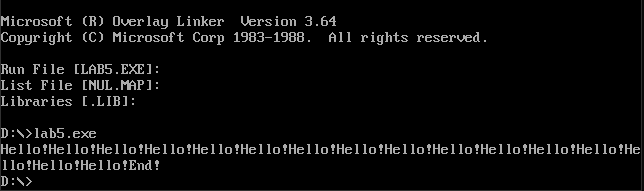 Microsoft (R) Overlay Linker  Version 3.64
Copyright (C) Microsoft Corp 1983-1988.  All rights reserved.
Run File [LAB5.EXE]:
List File [NUL.MAP]:
Libraries [.LIB]:
D:\>lab5.exe
Hello!Hello!Hello!Hello!Hello!Hello!Hello!Hello!Hello!Hello!Hello!Hello!Hello!He
llo!Hello!Hello!End!
D:\>